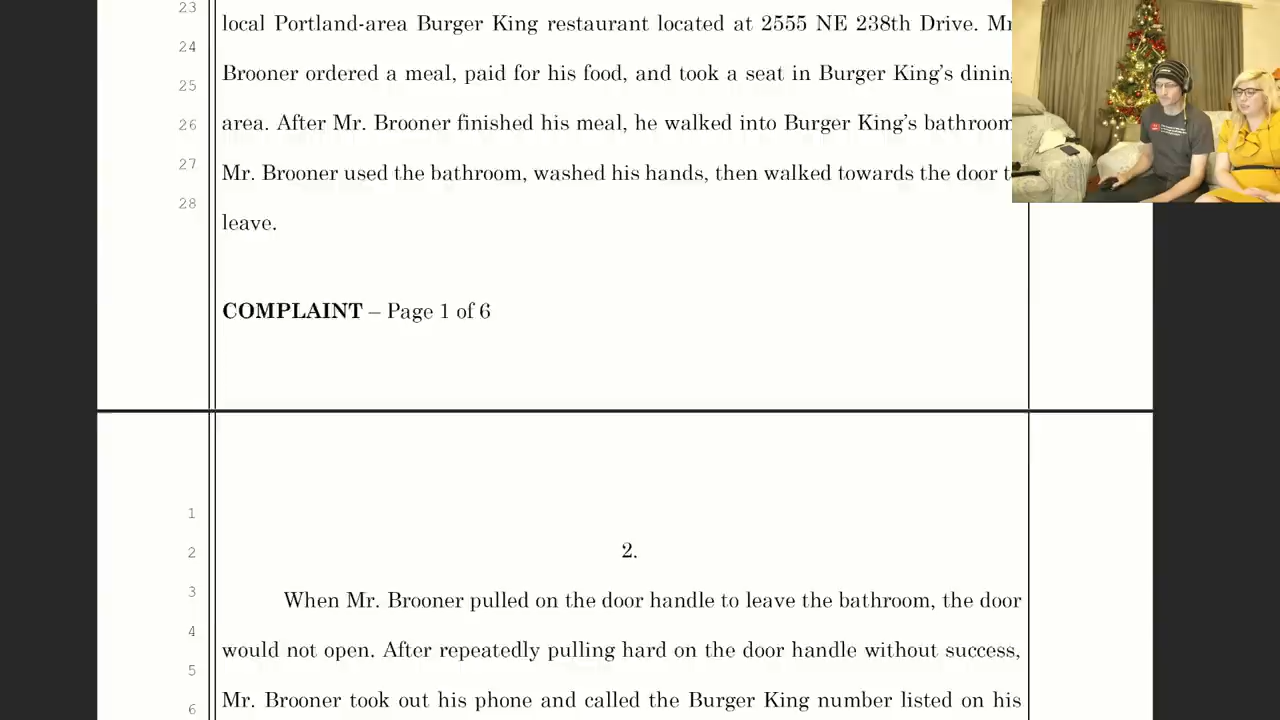 23
local Portland-area Burger King restaurant located at 2555 NE 238th Drive. Mr
24
Brooner ordered a meal, paid for his food, and took a seat in Burger King's dining
25
area. After Mr. Brooner finished his meal, he walked into Burger King's bathroom
26
Mr. Brooner used the bathroom, washed his hands, then walked towards the door t
27
leave.
28
COMPLAINT – Page 1 of 6
1
2.
2
When Mr. Brooner pulled on the door handle to leave the bathroom, the door
3
would not open. After repeatedly pulling hard on the door handle without success,
4
5
Mr. Brooner took out his phone and called the Burger King number listed on his
6